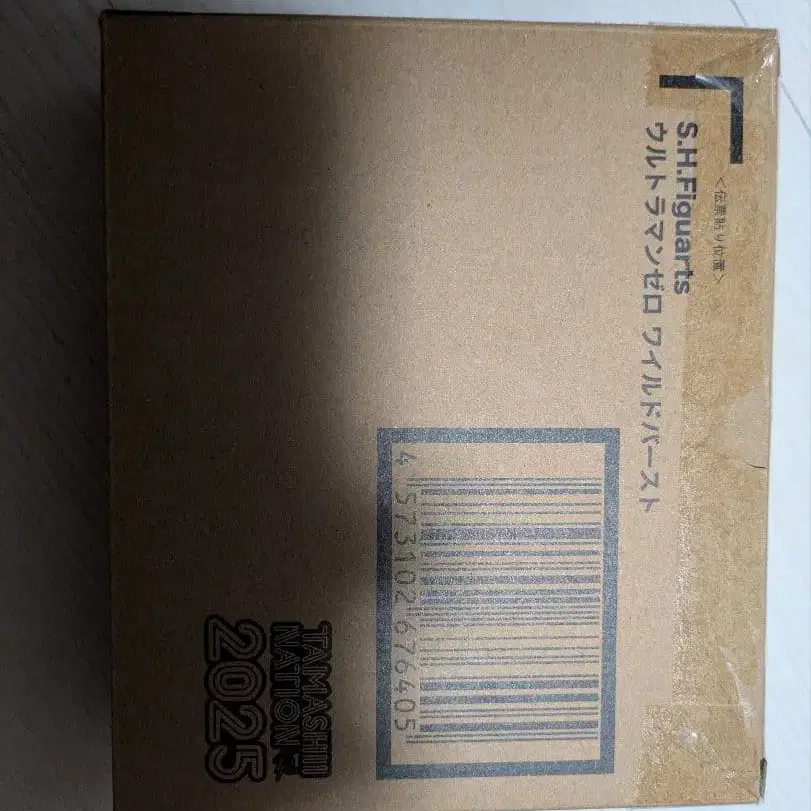 <伝票貼り位置>
S.H.Figuarts
ウルトラマンゼロ ワイルドバースト
4 573102 676405
TAMASHII
NATION
2025